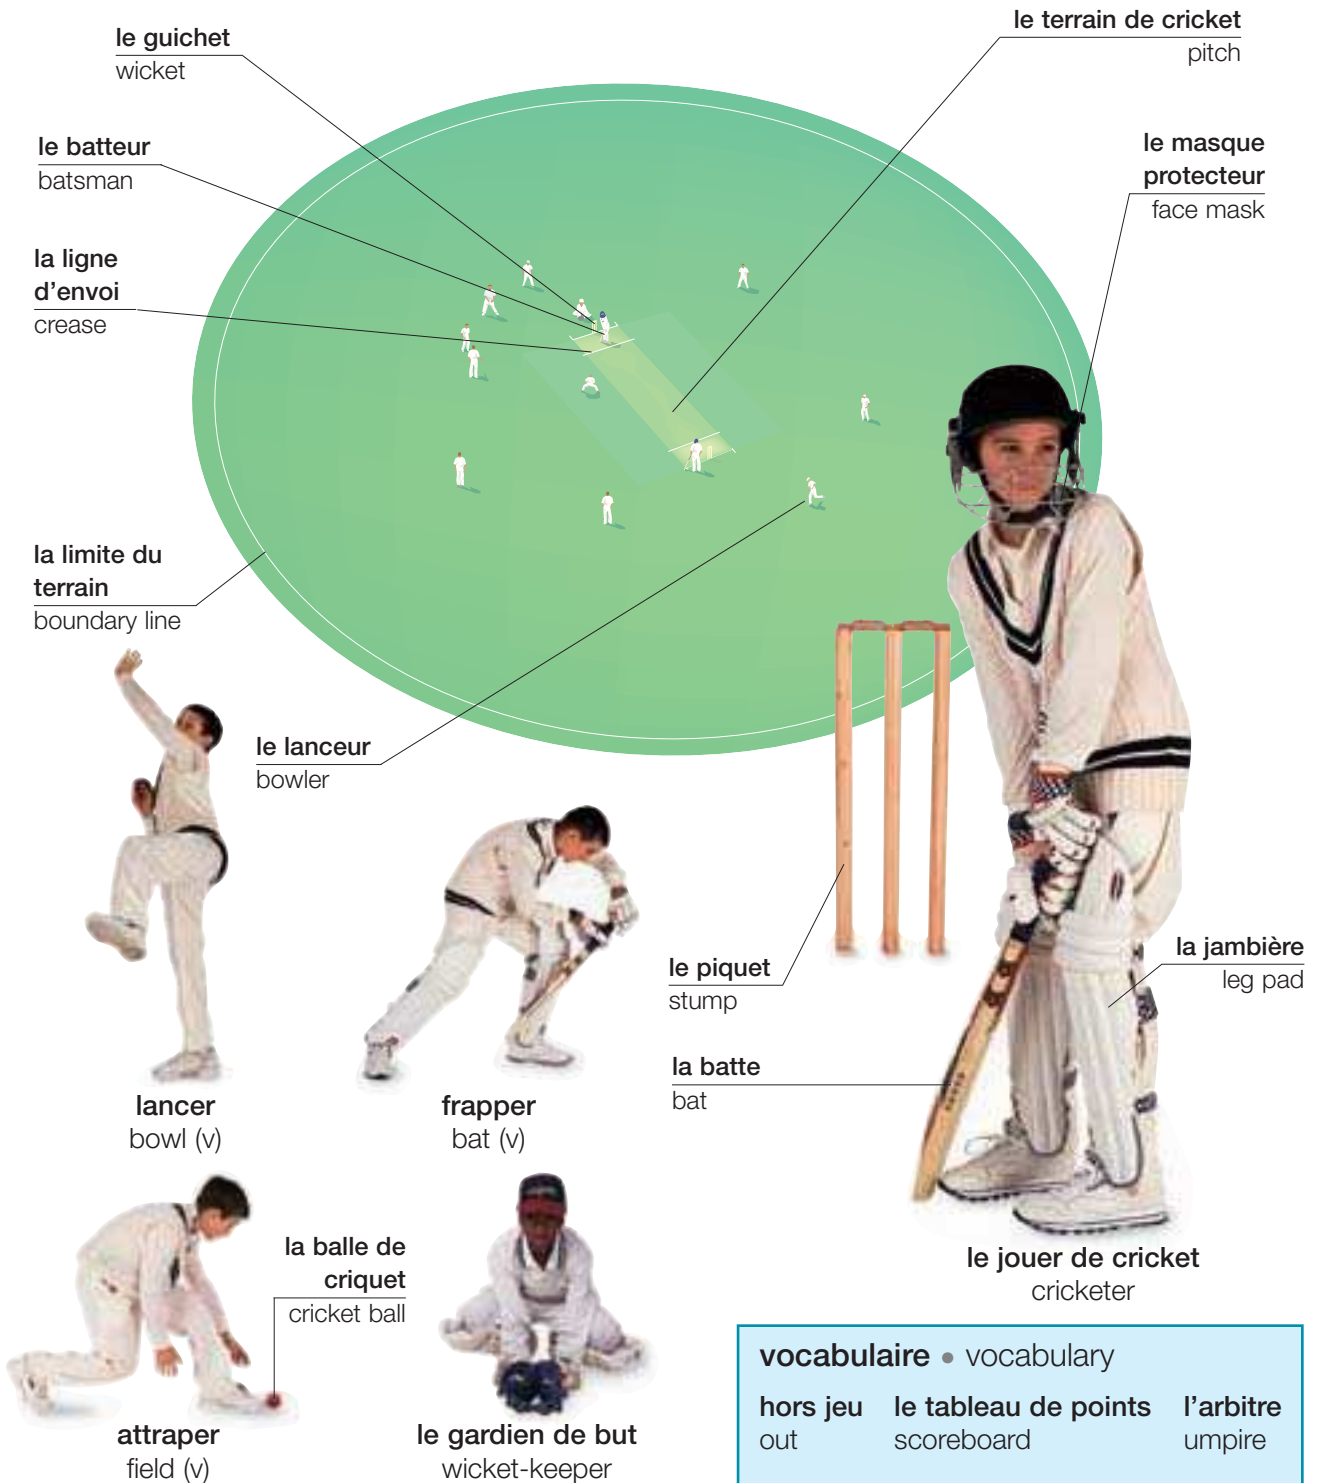 le guichet
wicket
le terrain de cricket
pitch
le batteur
batsman
le masque
protecteur
face mask
la ligne
d’envoi
crease
la limite du
terrain
boundary line
le lanceur
bowler
le piquet
stump
la jambière
leg pad
la batte
bat
lancer
bowl (v)
frapper
bat (v)
la balle de
criquet
cricket ball
le jouer de cricket
cricketer
attraper
field (v)
le gardien de but
wicket-keeper
vocabulaire • vocabulary
hors jeu le tableau de points l’arbitre
out scoreboard umpire